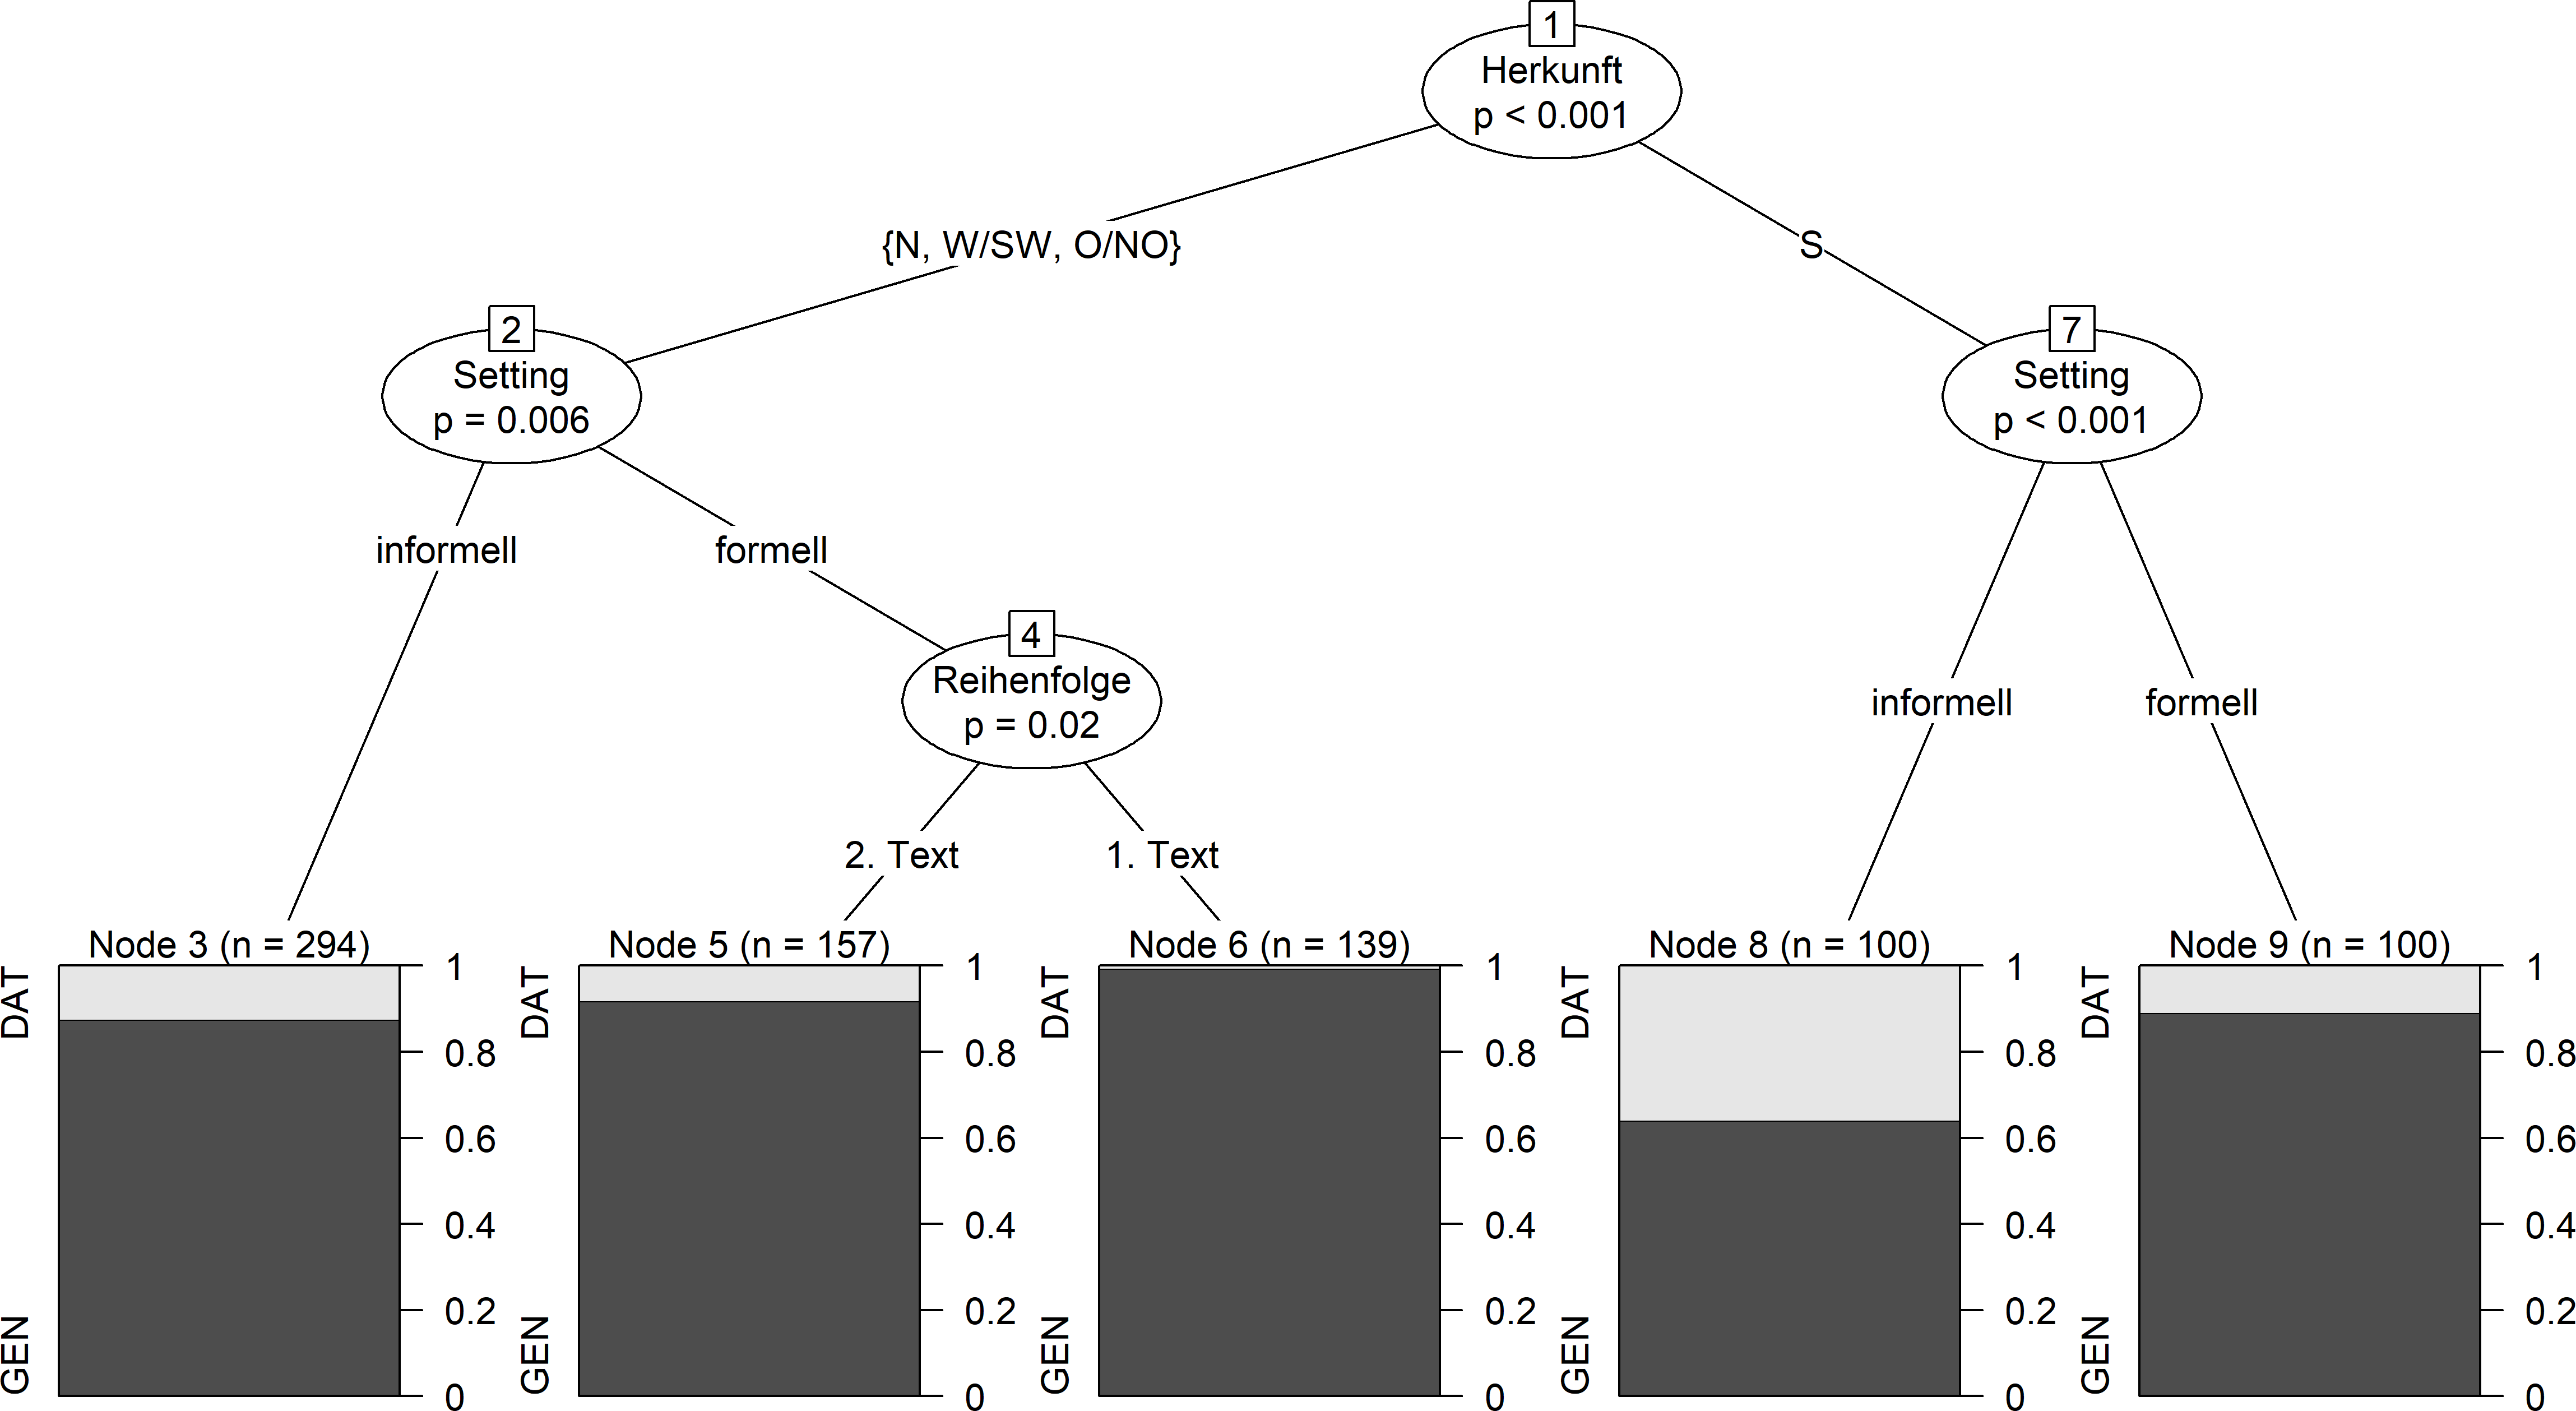 1
Herkunft
p < 0.001
{N, W/SW, O/NO}
S
2
Setting
p = 0.006
7
Setting
p < 0.001
informell
formell
4
Reihenfolge
p = 0.02
informell
formell
2. Text
1. Text
Node 3 (n = 294)
DAT
GEN
1
0.8
0.6
0.4
0.2
0
Node 5 (n = 157)
DAT
GEN
1
0.8
0.6
0.4
0.2
0
Node 6 (n = 139)
DAT
GEN
1
0.8
0.6
0.4
0.2
0
Node 8 (n = 100)
DAT
GEN
1
0.8
0.6
0.4
0.2
0
Node 9 (n = 100)
DAT
GEN
1
0.8
0.6
0.4
0.2
0